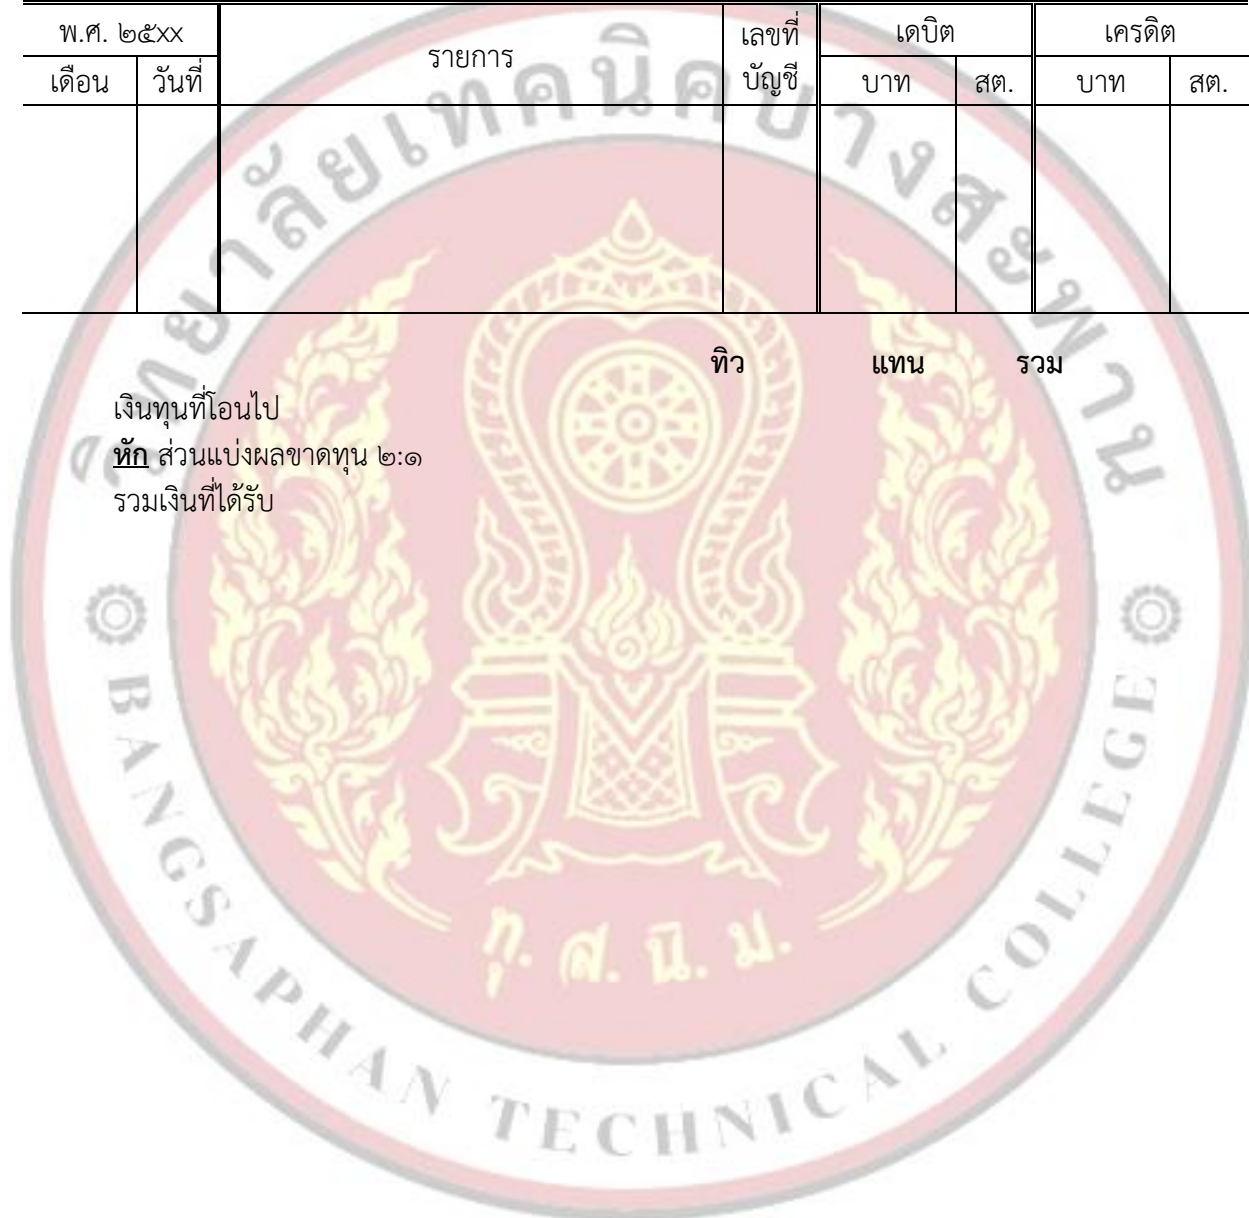 พ.ศ. ๒๕xx รายการ เลขที่บัญชี เดบิต เครดิต
เดือน วันที่ บาท สต. บาท สต.
ทิว แทน รวม
เงินทุนที่โอนไป
หัก ส่วนแบ่งผลขาดทุน ๒:๑
รวมเงินที่ได้รับ
วิทยาลัยเทคนิคบางสะพาน
ทุ. ส. นิ. ม.
BANGSAPHAN TECHNICAL COLLEGE